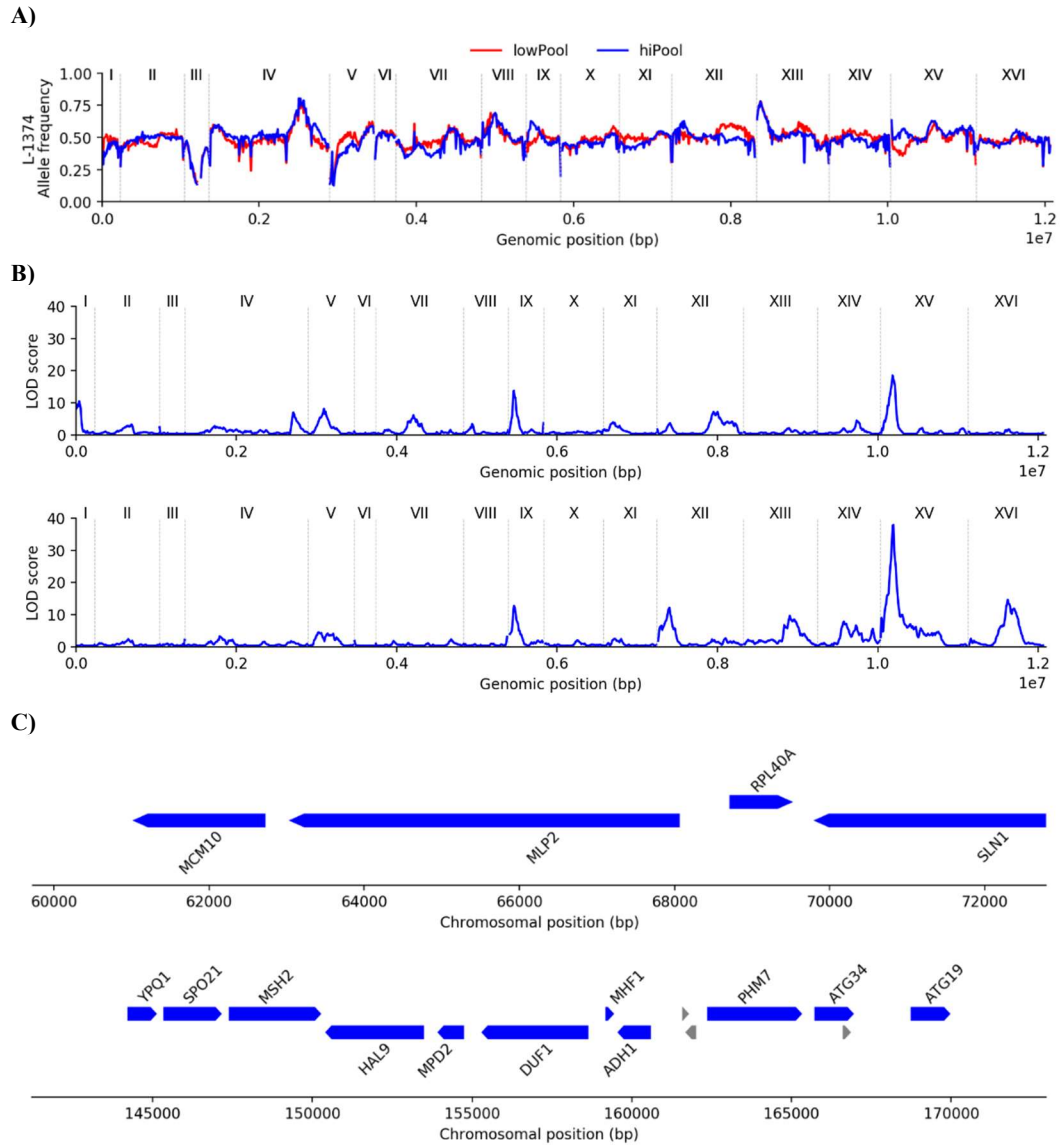 A)
lowPool hiPool
I II III IV V VI VII VIII IX X XI XII XIII XIV XV XVI
1.00
0.75
0.50
0.25
0.00
L-1374
Allele frequency
0.0 0.2 0.4 0.6 0.8 1.0 1.2
1e7
Genomic position (bp)
B)
I II III IV V VI VII VIII IX X XI XII XIII XIV XV XVI
40
30
20
10
0
LOD score
0.0 0.2 0.4 0.6 0.8 1.0 1.2
1e7
Genomic position (bp)
I II III IV V VI VII VIII IX X XI XII XIII XIV XV XVI
40
30
20
10
0
LOD score
0.0 0.2 0.4 0.6 0.8 1.0 1.2
1e7
Genomic position (bp)
C)
RPL40A
MCM10 MLP2 SLN1
60000 62000 64000 66000 68000 70000 72000
Chromosomal position (bp)
YPQ1 SPO21 MSH2 MHF1 PHM7 ATG34 ATG19
HAL9 MPD2 DUF1 ADH1
145000 150000 155000 160000 165000 170000
Chromosomal position (bp)